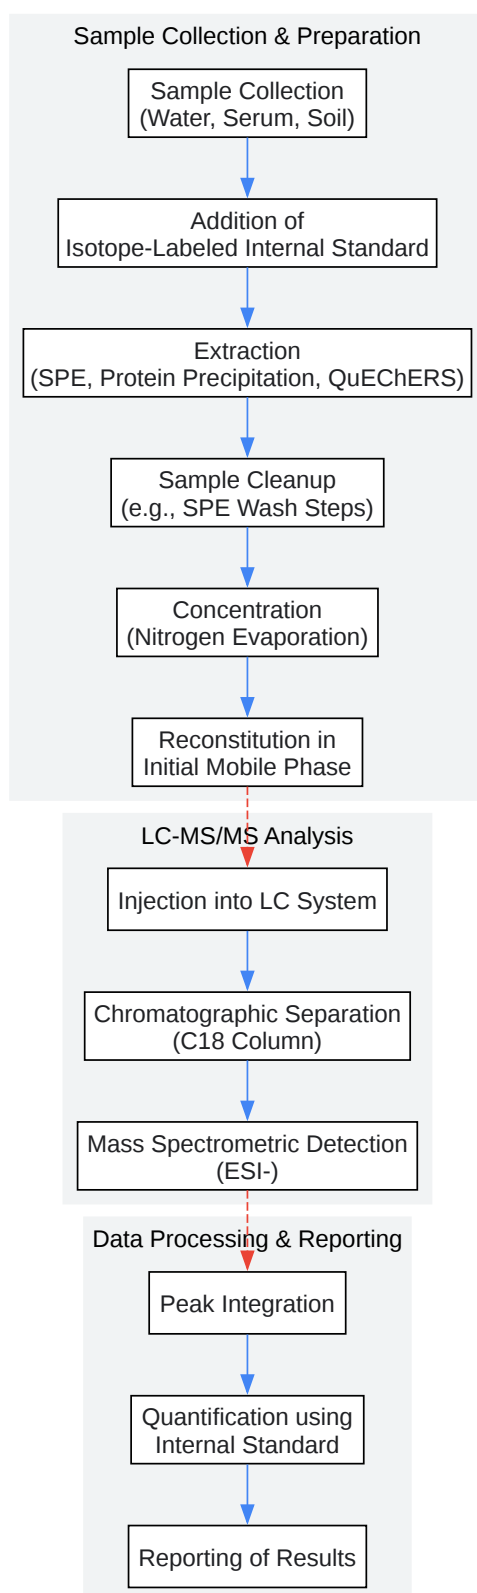 Sample Collection & Preparation
Sample Collection
(Water, Serum, Soil)
Addition of
Isotope-Labeled Internal Standard
Extraction
(SPE, Protein Precipitation, QuEChERS)
Sample Cleanup
(e.g., SPE Wash Steps)
Concentration
(Nitrogen Evaporation)
Reconstitution in
Initial Mobile Phase
LC-MS/MS Analysis
Injection into LC System
Chromatographic Separation
(C18 Column)
Mass Spectrometric Detection
(ESI-)
Data Processing & Reporting
Peak Integration
Quantification using
Internal Standard
Reporting of Results